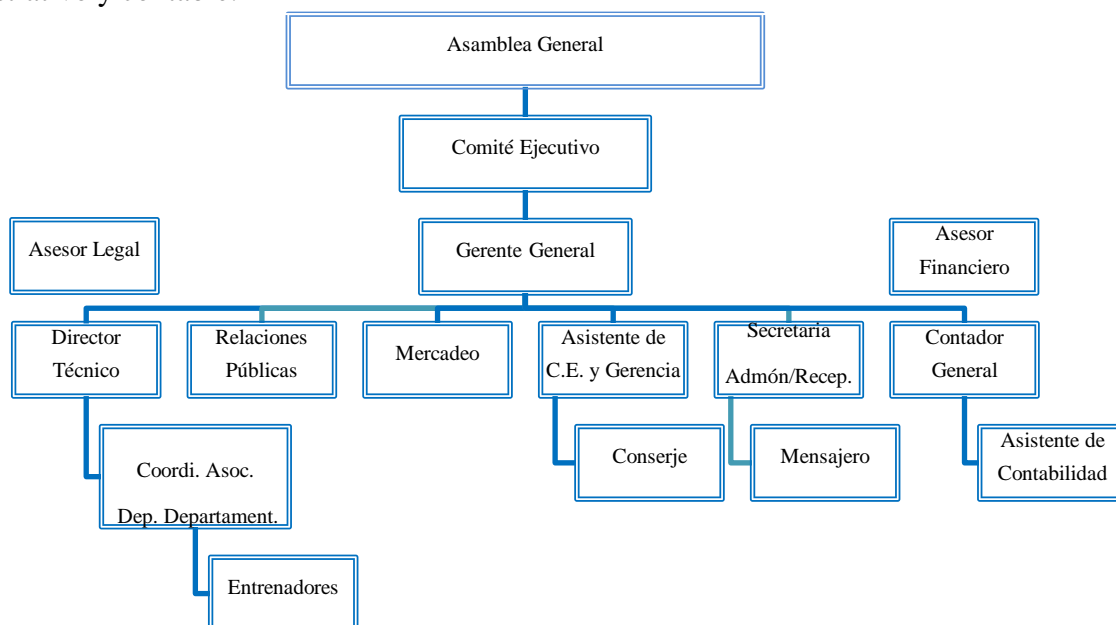 Asamblea General
Comité Ejecutivo
Asesor Legal
Gerente General
Asesor
Financiero
Director
Técnico
Relaciones
Públicas
Mercadeo
Asistente de
C.E. y Gerencia
Secretaria
Admón/Recep.
Contador
General
Coordi. Asoc.
Dep. Departament.
Conserje
Mensajero
Asistente de
Contabilidad
Entrenadores